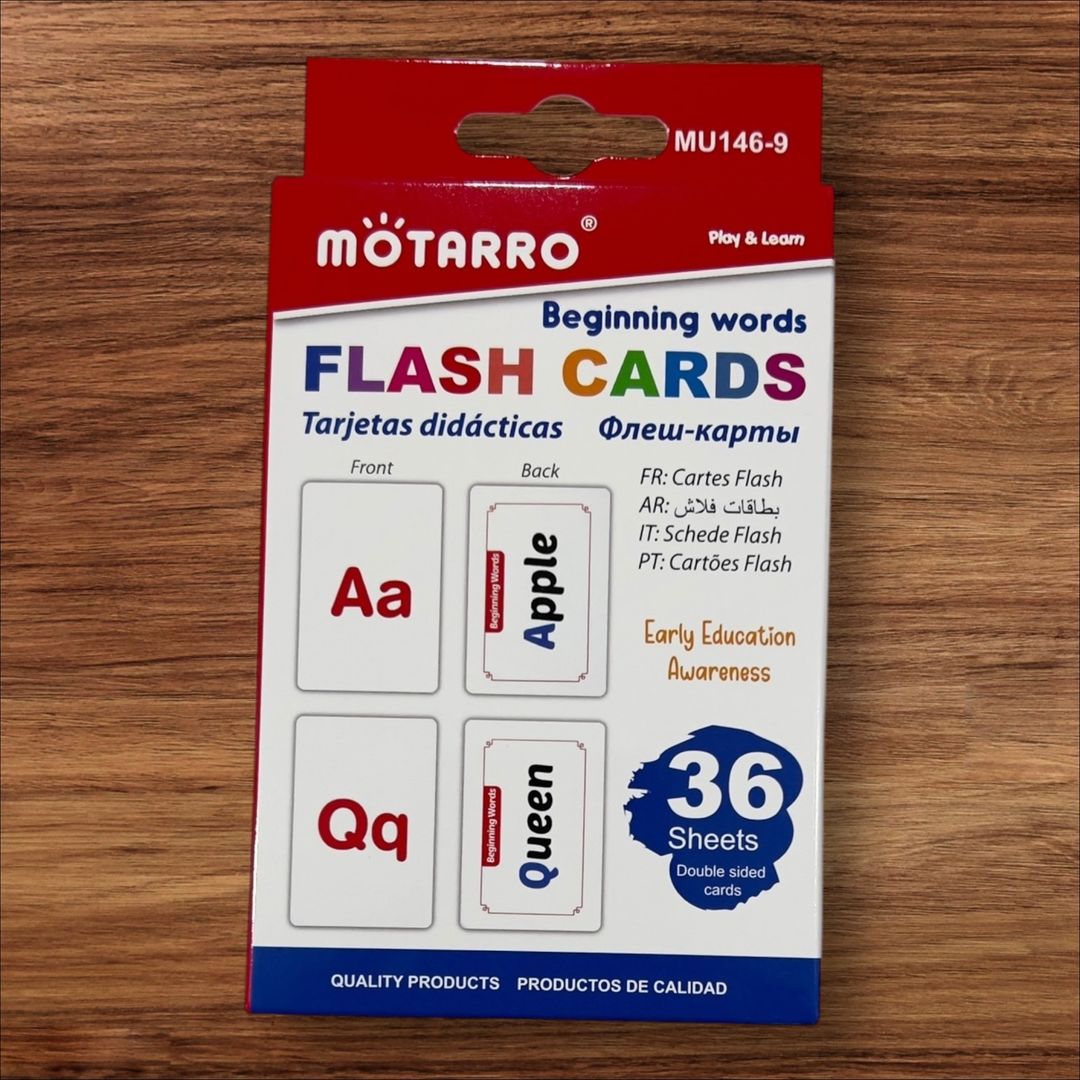 MU146-9
MOTARRO®
Play & Learn
Beginning words
FLASH CARDS
Tarjetas didácticas Флеш-карты
Front Back
Aa
Beginning Words
Apple
FR: Cartes Flash
AR: بطاقات فلاش
IT: Schede Flash
PT: Cartões Flash
Early Education
Awareness
Qq
Beginning Words
Queen
36
Sheets
Double sided
cards
QUALITY PRODUCTS PRODUCTOS DE CALIDAD